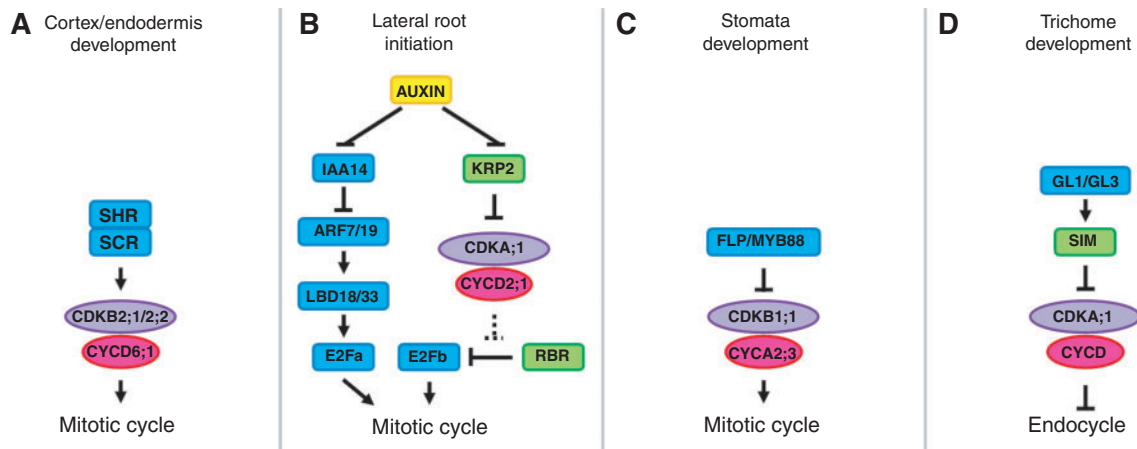 A
Cortex/endodermis
development
SHR
SCR
CDKB2;1/2;2
CYCD6;1
Mitotic cycle
B
Lateral root
initiation
AUXIN
IAA14
KRP2
ARF7/19
CDKA;1
CYCD2;1
LBD18/33
E2Fa
E2Fb
RBR
Mitotic cycle
C
Stomata
development
FLP/MYB88
CDKB1;1
CYCA2;3
Mitotic cycle
D
Trichome
development
GL1/GL3
SIM
CDKA;1
CYCD
Endocycle